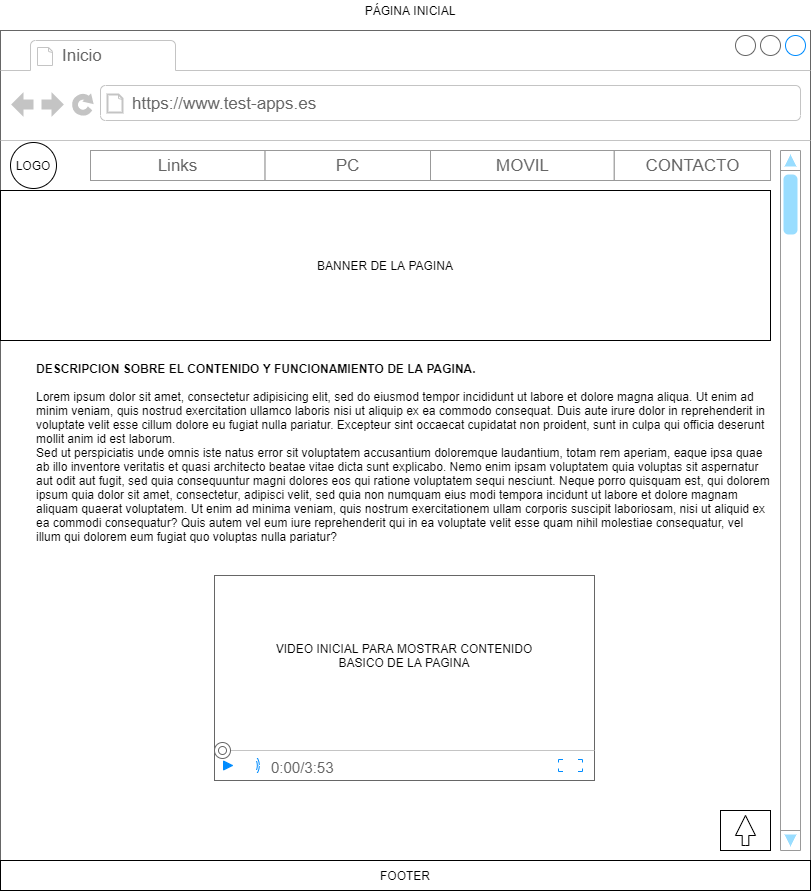 PÁGINA INICIAL
Inicio
https://www.test-apps.es
LOGO
Links
PC
MOVIL
CONTACTO
BANNER DE LA PAGINA
DESCRIPCION SOBRE EL CONTENIDO Y FUNCIONAMIENTO DE LA PAGINA.
Lorem ipsum dolor sit amet, consectetur adipisicing elit, sed do eiusmod tempor incididunt ut labore et dolore magna aliqua. Ut enim ad
minim veniam, quis nostrud exercitation ullamco laboris nisi ut aliquip ex ea commodo consequat. Duis aute irure dolor in reprehenderit in
voluptate velit esse cillum dolore eu fugiat nulla pariatur. Excepteur sint occaecat cupidatat non proident, sunt in culpa qui officia deserunt
mollit anim id est laborum.
Sed ut perspiciatis unde omnis iste natus error sit voluptatem accusantium doloremque laudantium, totam rem aperiam, eaque ipsa quae
ab illo inventore veritatis et quasi architecto beatae vitae dicta sunt explicabo. Nemo enim ipsam voluptatem quia voluptas sit aspernatur
aut odit aut fugit, sed quia consequuntur magni dolores eos qui ratione voluptatem sequi nesciunt. Neque porro quisquam est, qui dolorem
ipsum quia dolor sit amet, consectetur, adipisci velit, sed quia non numquam eius modi tempora incidunt ut labore et dolore magnam
aliquam quaerat voluptatem. Ut enim ad minima veniam, quis nostrum exercitationem ullam corporis suscipit laboriosam, nisi ut aliquid ex
ea commodi consequatur? Quis autem vel eum iure reprehenderit qui in ea voluptate velit esse quam nihil molestiae consequatur, vel
illum qui dolorem eum fugiat quo voluptas nulla pariatur?
VIDEO INICIAL PARA MOSTRAR CONTENIDO
BASICO DE LA PAGINA
0:00/3:53
FOOTER